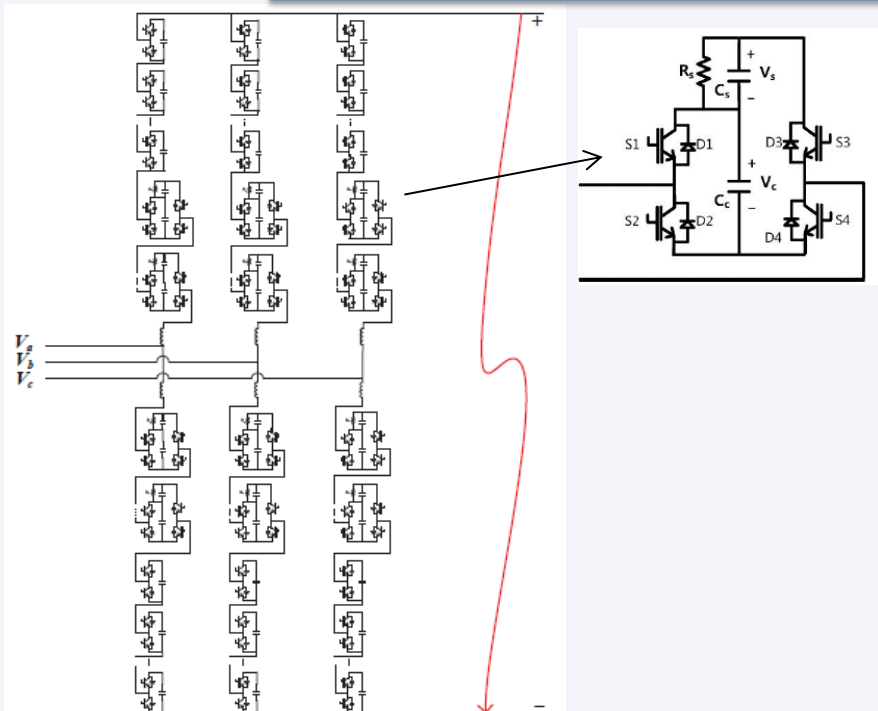 +
+
Rs
Cs
Vs
−
S1
D1
D3
S3
+
Cc
Vc
−
S2
D2
D4
S4
Va
Vb
Vc
−